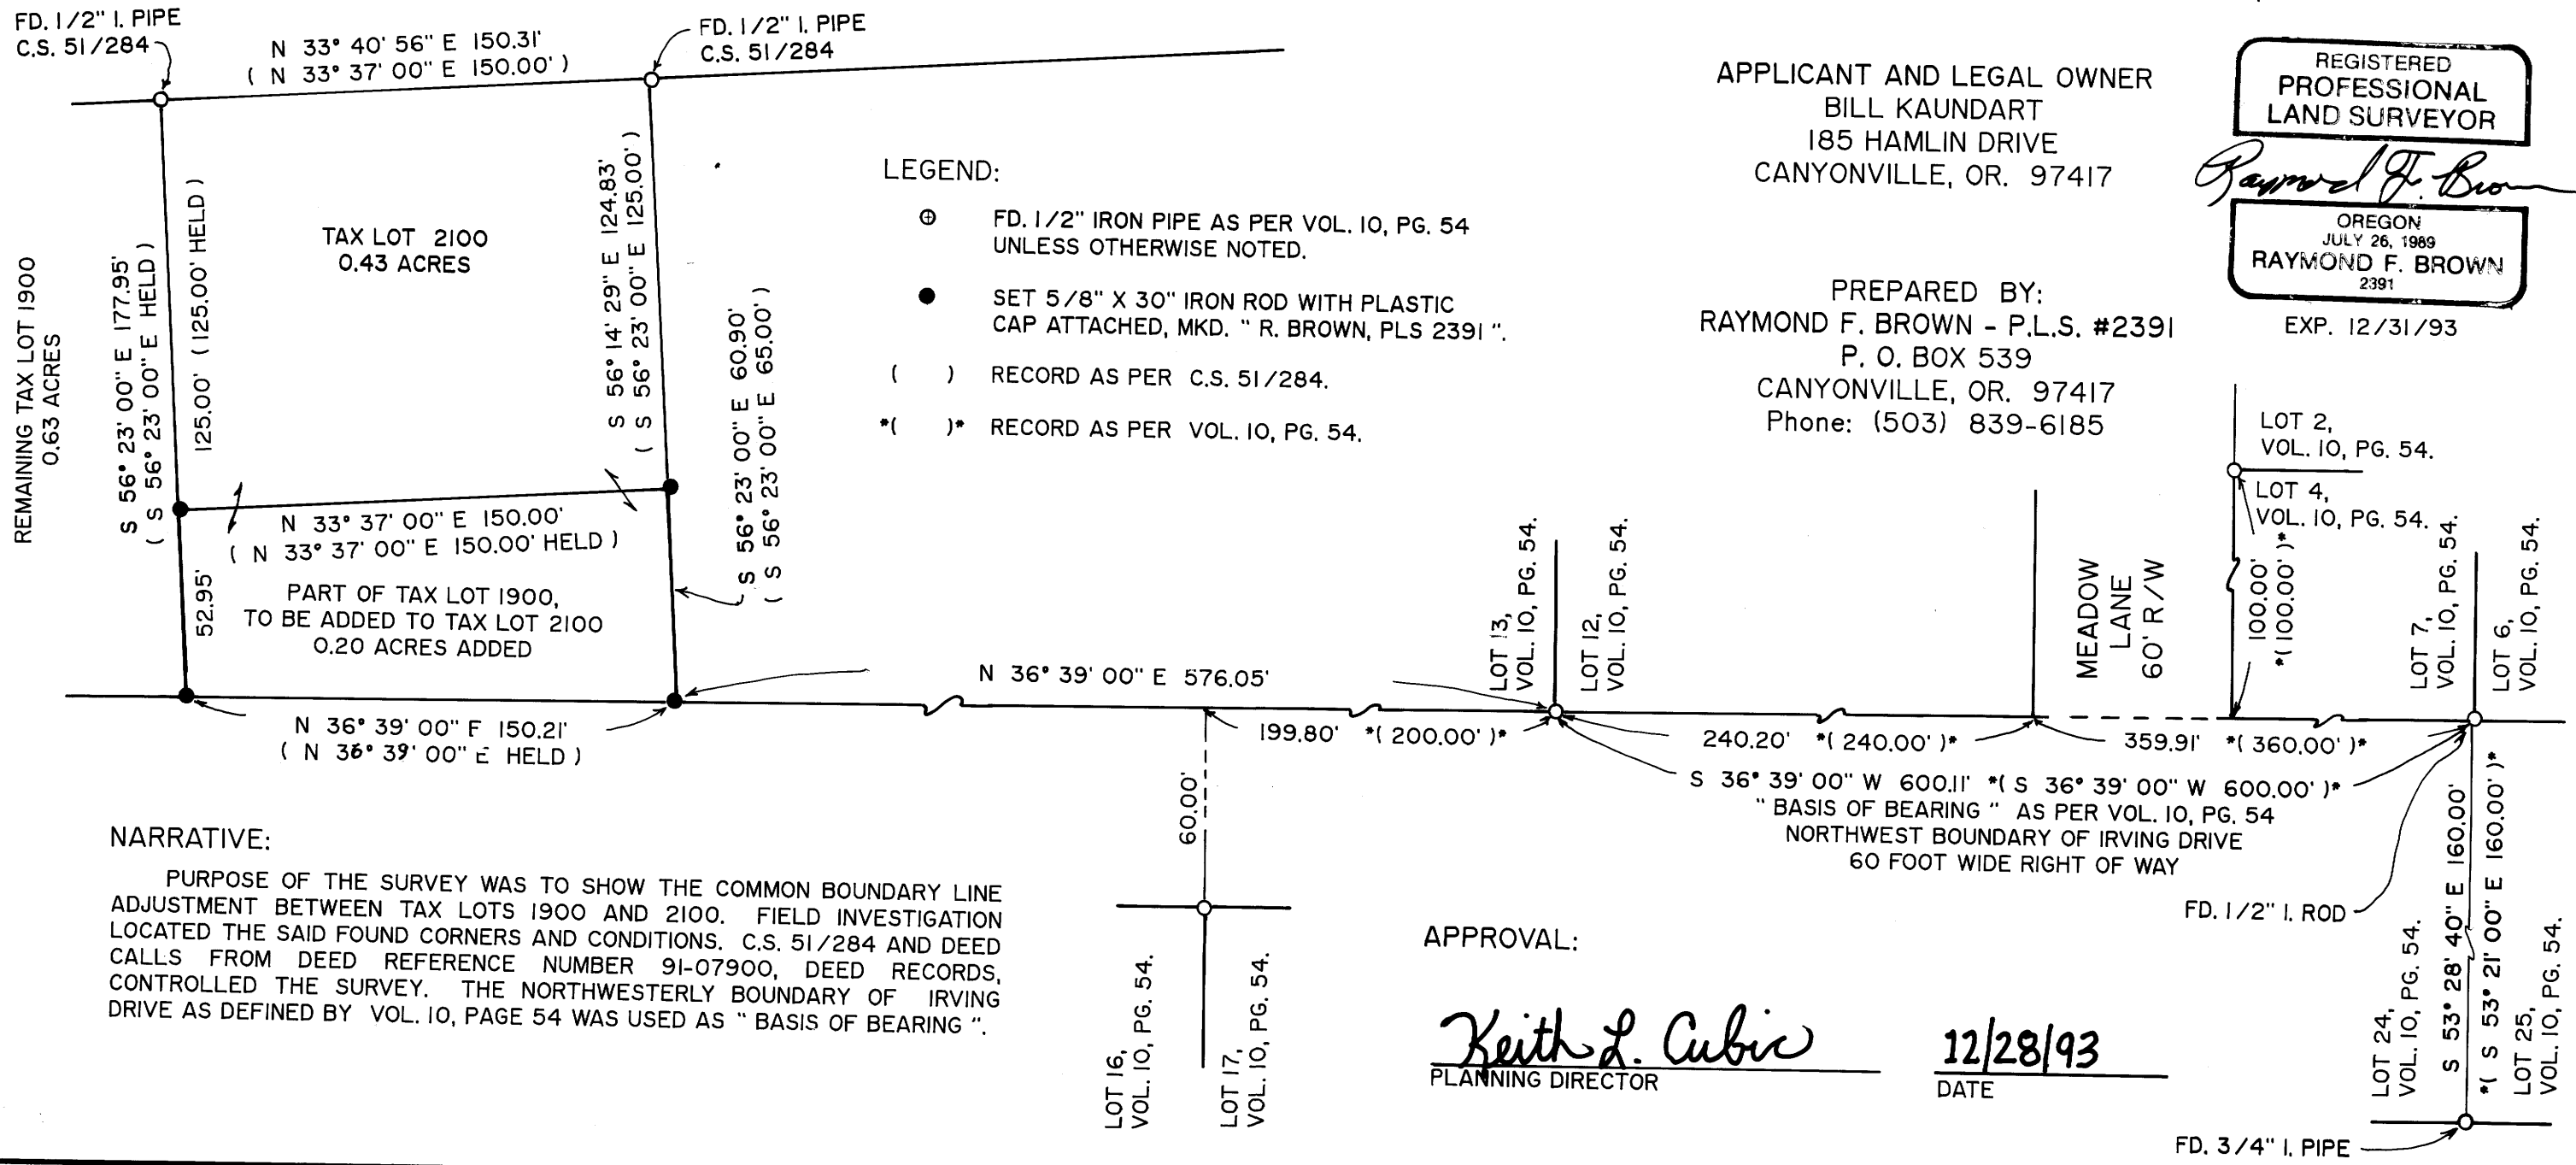 FD. 1/2" I. PIPE
C.S. 51/284
N 33° 40' 56" E 150.31'
( N 33° 37' 00" E 150.00' )
FD. 1/2" I. PIPE
C.S. 51/284
REMAINING TAX LOT 1900
0.63 ACRES
S 56° 23' 00" E 177.95'
( S 56° 23' 00" E HELD )
125.00' (125.00' HELD )
TAX LOT 2100
0.43 ACRES
S 56° 14' 29" E 124.83'
( S 56° 23' 00" E 125.00' )
S 56° 23' 00" E 60.90'
( S 56° 23' 00" E 65.00' )
N 33° 37' 00" E 150.00'
( N 33° 37' 00" E 150.00' HELD )
52.95'
PART OF TAX LOT 1900,
TO BE ADDED TO TAX LOT 2100
0.20 ACRES ADDED
N 36° 39' 00" E 150.21'
( N 36° 39' 00" E HELD )
LEGEND:
FD. 1/2" IRON PIPE AS PER VOL. 10, PG. 54
UNLESS OTHERWISE NOTED.
SET 5/8" X 30" IRON ROD WITH PLASTIC
CAP ATTACHED, MKD. " R. BROWN, PLS 2391 ".
( ) RECORD AS PER C.S. 51/284.
*( )* RECORD AS PER VOL. 10, PG. 54.
APPLICANT AND LEGAL OWNER
BILL KAUNDART
185 HAMLIN DRIVE
CANYONVILLE, OR. 97417
PREPARED BY:
RAYMOND F. BROWN - P.L.S. #2391
P. O. BOX 539
CANYONVILLE, OR. 97417
Phone: (503) 839-6185
REGISTERED
PROFESSIONAL
LAND SURVEYOR
Raymond F. Brown
OREGON
JULY 26, 1989
RAYMOND F. BROWN
2391
EXP. 12/31/93
LOT 2,
VOL. 10, PG. 54.
LOT 4,
VOL. 10, PG. 54.
100.00'
*( 100.00' )*
MEADOW
LANE
60' R/W
LOT 7,
VOL. 10, PG. 54.
LOT 6,
VOL. 10, PG. 54.
LOT 13,
VOL. 10, PG. 54.
LOT 12,
VOL. 10, PG. 54.
N 36° 39' 00" E 576.05'
199.80' *( 200.00' )*
240.20' *( 240.00' )*
359.91' *( 360.00' )*
S 36° 39' 00" W 600.11' *( S 36° 39' 00" W 600.00' )*
" BASIS OF BEARING " AS PER VOL. 10, PG. 54
NORTHWEST BOUNDARY OF IRVING DRIVE
60 FOOT WIDE RIGHT OF WAY
60.00'
LOT 16,
VOL. 10, PG. 54.
LOT 17,
VOL. 10, PG. 54.
FD. 1/2" I. ROD
LOT 24,
VOL. 10, PG. 54.
S 53° 28' 40" E 160.00'
*( S 53° 21' 00" E 160.00' )*
LOT 25,
VOL. 10, PG. 54.
FD. 3/4" I. PIPE
NARRATIVE:
PURPOSE OF THE SURVEY WAS TO SHOW THE COMMON BOUNDARY LINE
ADJUSTMENT BETWEEN TAX LOTS 1900 AND 2100. FIELD INVESTIGATION
LOCATED THE SAID FOUND CORNERS AND CONDITIONS. C.S. 51/284 AND DEED
CALLS FROM DEED REFERENCE NUMBER 91-07900, DEED RECORDS,
CONTROLLED THE SURVEY. THE NORTHWESTERLY BOUNDARY OF IRVING
DRIVE AS DEFINED BY VOL. 10, PAGE 54 WAS USED AS " BASIS OF BEARING ".
APPROVAL:
Keith L. Cubic
PLANNING DIRECTOR
12/28/93
DATE